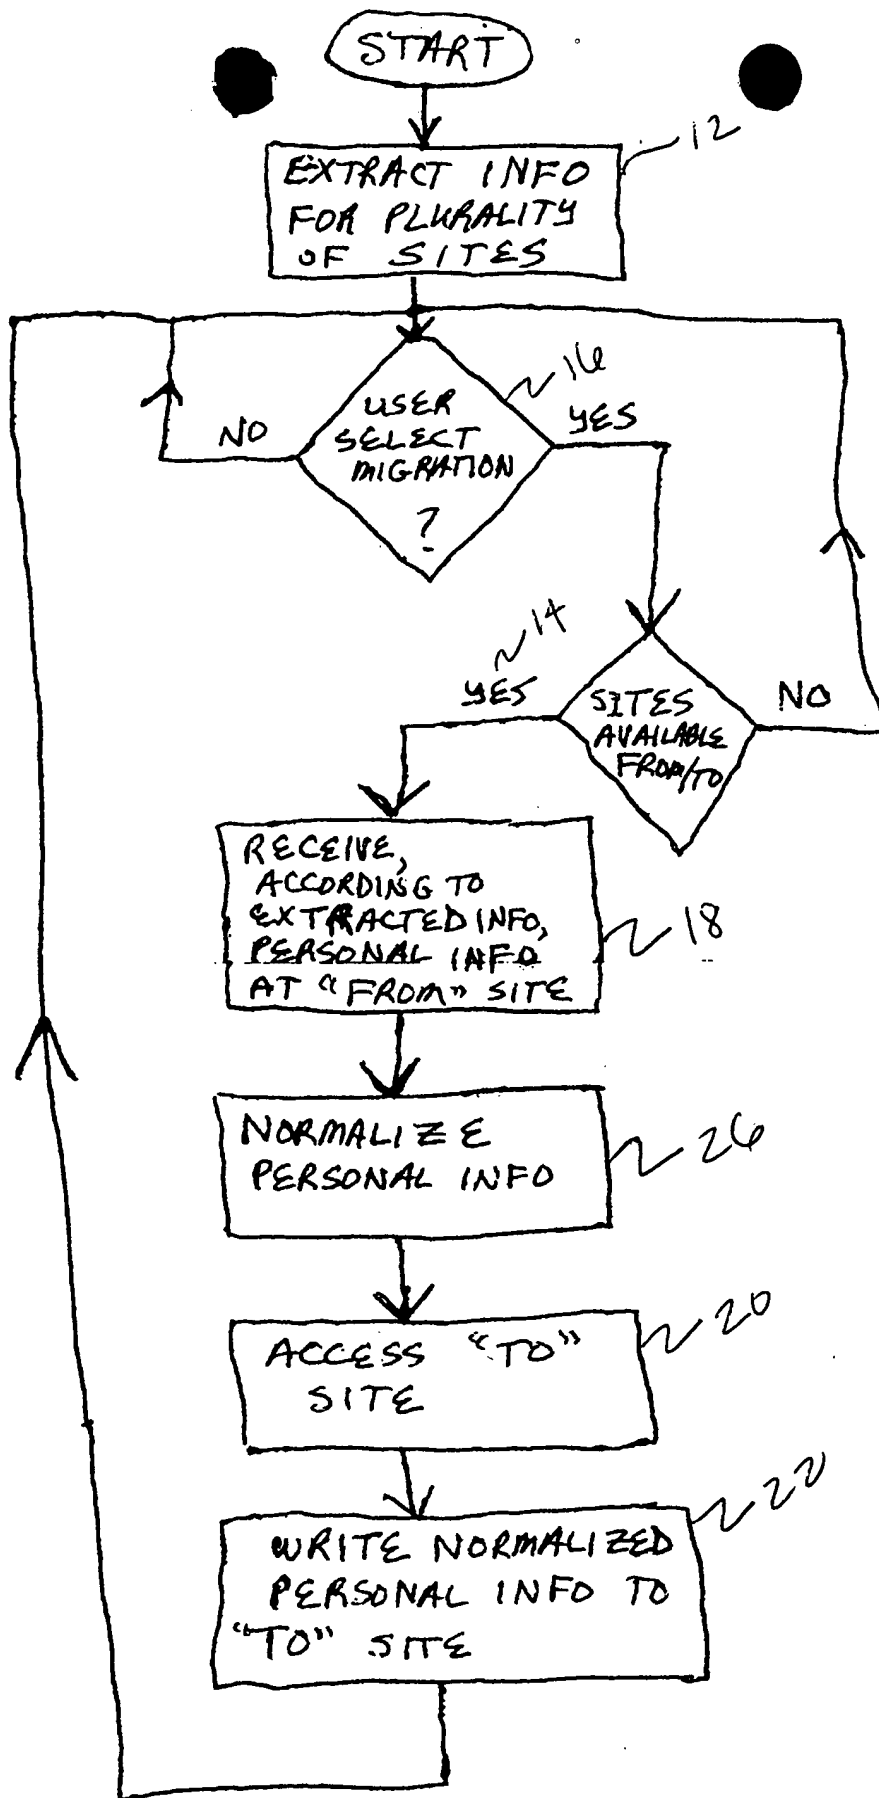 START
12
EXTRACT INFO
FOR PLURALITY
OF SITES
16
USER
SELECT
MIGRATION
?
NO
YES
14
YES
SITES
AVAILABLE
FROM/TO
NO
RECEIVE,
ACCORDING TO
EXTRACTED INFO,
PERSONAL INFO
AT "FROM" SITE
18
NORMALIZE
PERSONAL INFO
26
ACCESS "TO"
SITE
20
WRITE NORMALIZED
PERSONAL INFO TO
"TO" SITE
22